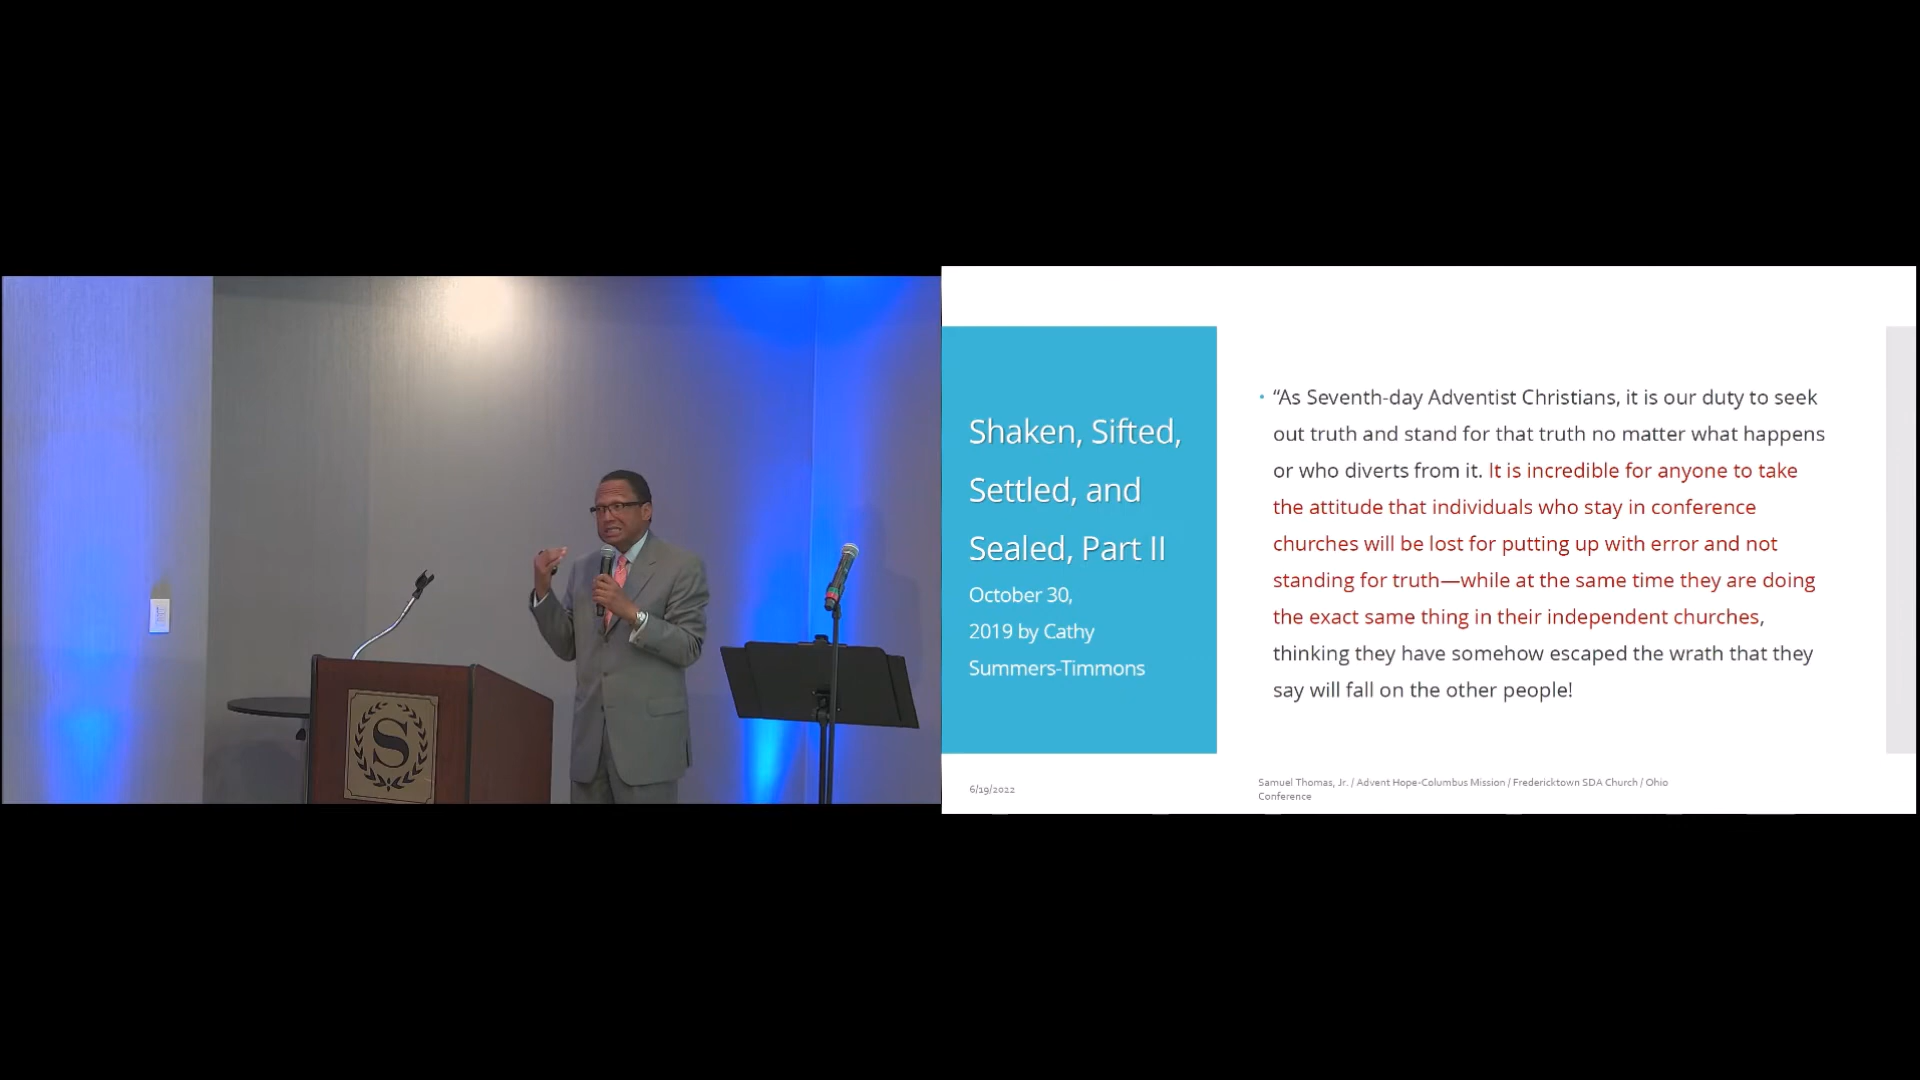 S
Shaken, Sifted,
Settled, and
Sealed, Part II
October 30,
2019 by Cathy
Summers-Timmons
• “As Seventh-day Adventist Christians, it is our duty to seek
out truth and stand for that truth no matter what happens
or who diverts from it. It is incredible for anyone to take
the attitude that individuals who stay in conference
churches will be lost for putting up with error and not
standing for truth—while at the same time they are doing
the exact same thing in their independent churches,
thinking they have somehow escaped the wrath that they
say will fall on the other people!
6/19/2022
Samuel Thomas, Jr. / Advent Hope-Columbus Mission / Fredericktown SDA Church / Ohio
Conference